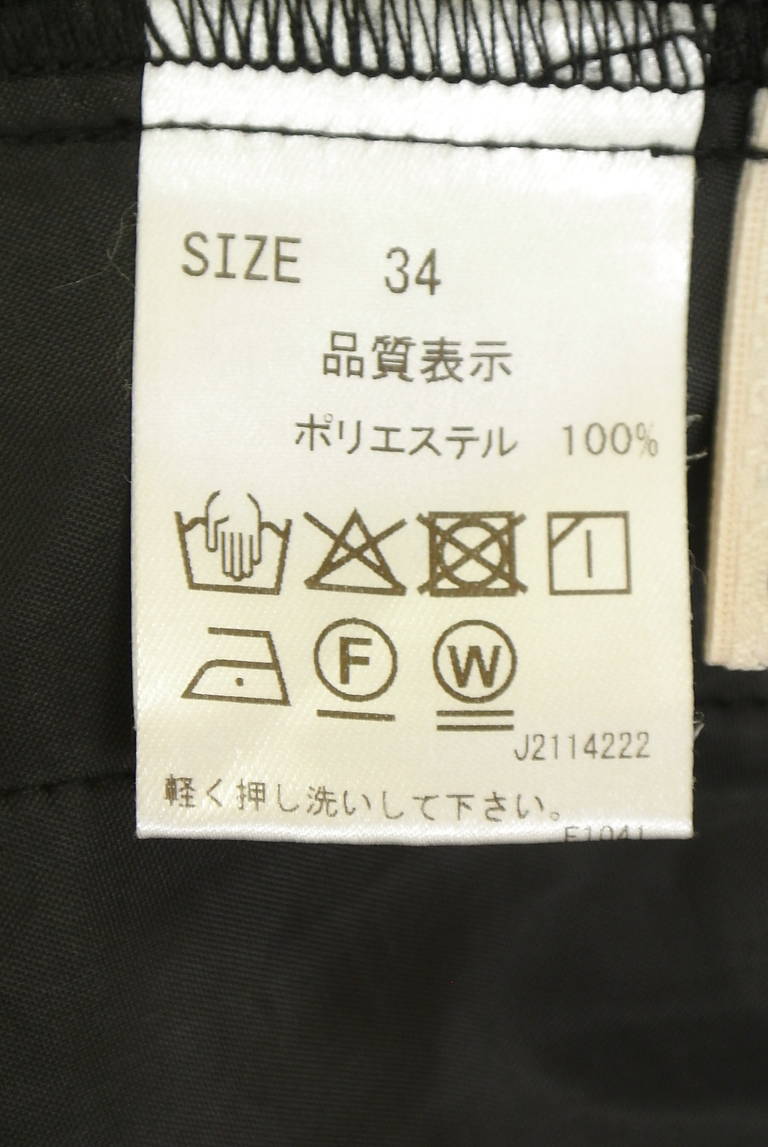 SIZE 34
品質表示
ポリエステル 100%
F W
J2114222
軽く押し洗いして下さい。